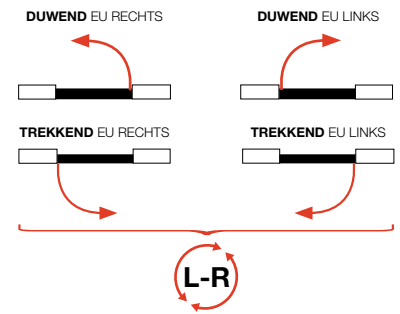 DUWEND EU RECHTS
DUWEND EU LINKS
TREKKEND EU RECHTS
TREKKEND EU LINKS
L-R